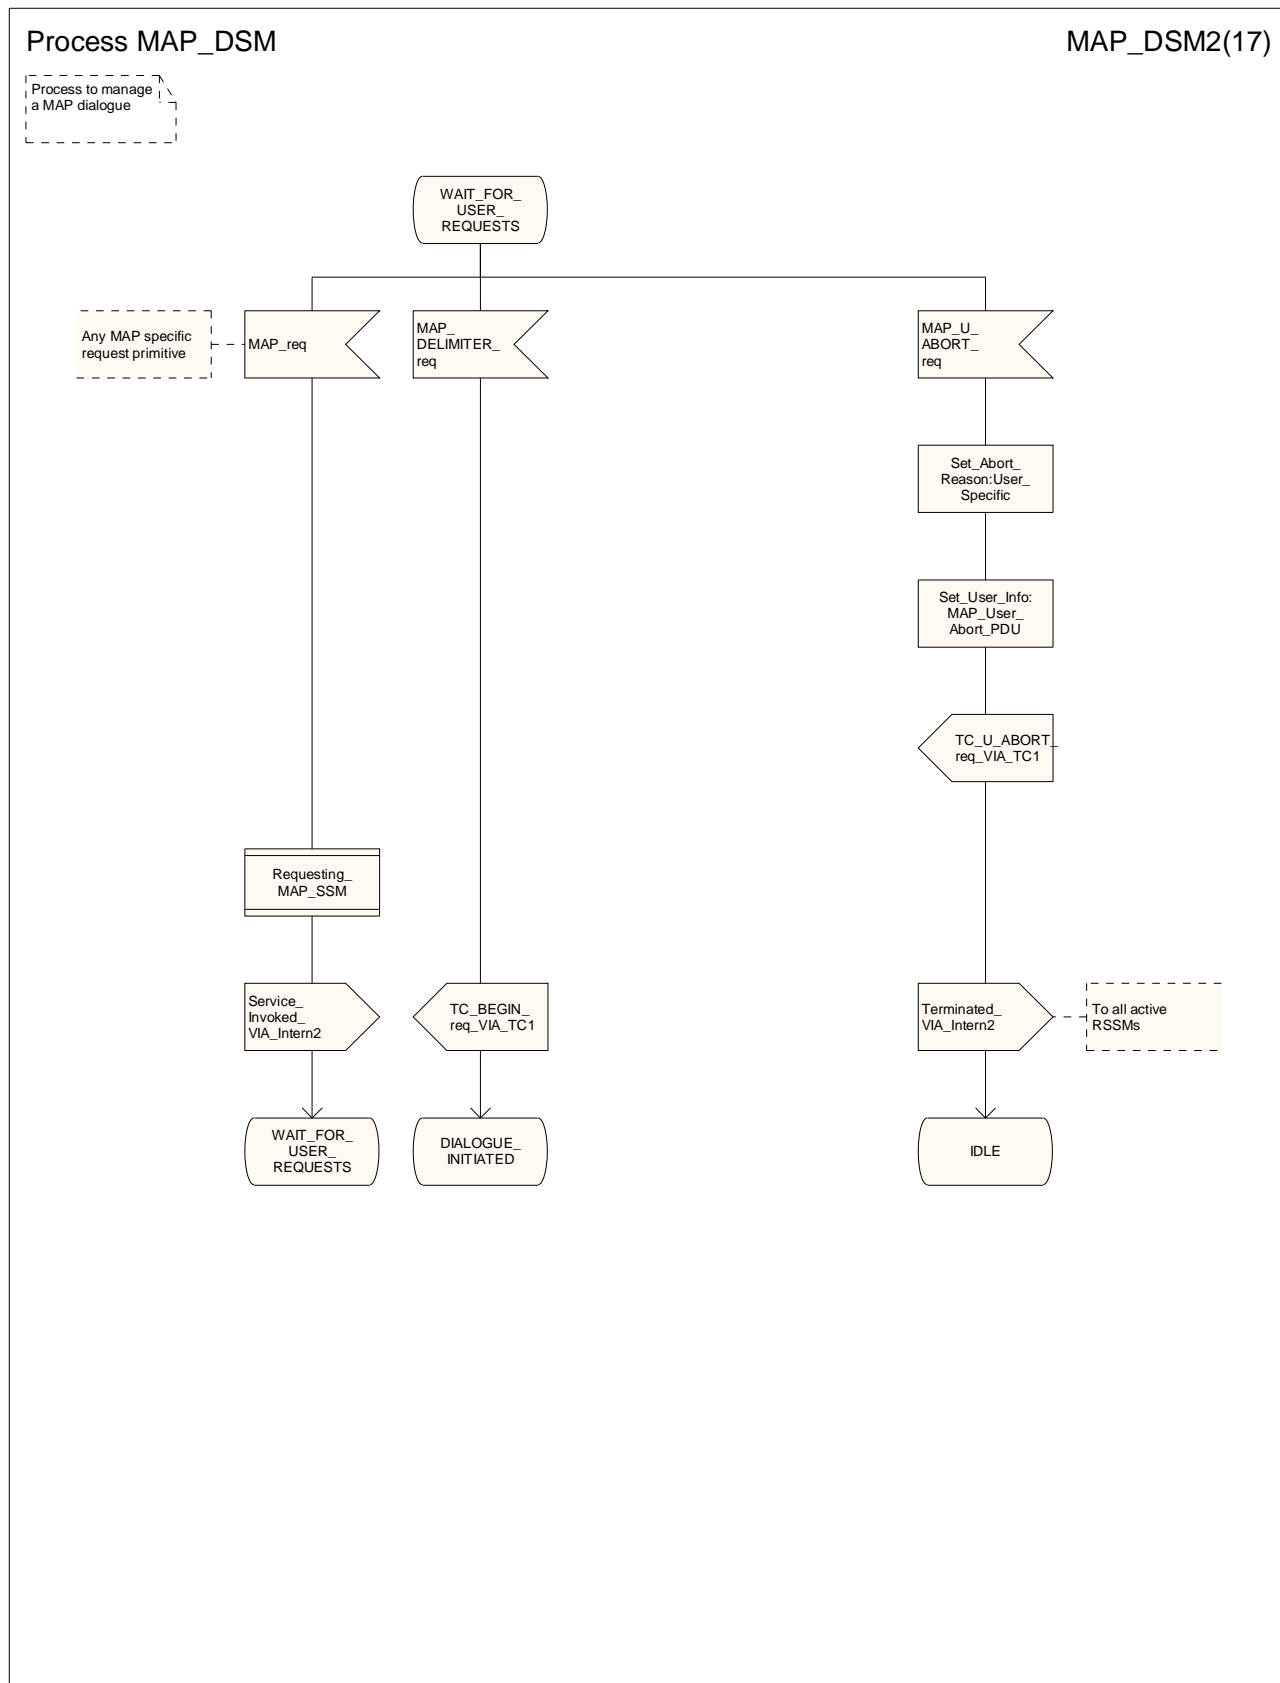 Process MAP_DSM
MAP_DSM2(17)
Process to manage
a MAP dialogue
WAIT_FOR_
USER_
REQUESTS
Any MAP specific
request primitive
MAP_req
MAP_
DELIMITER_
req
MAP_U_
ABORT_
req
Set_Abort_
Reason:User_
Specific
Set_User_Info:
MAP_User_
Abort_PDU
TC_U_ABORT_
req_VIA_TC1
Requesting_
MAP_SSM
Service_
Invoked_
VIA_Intern2
TC_BEGIN_
req_VIA_TC1
Terminated_
VIA_Intern2
To all active
RSSMs
WAIT_FOR_
USER_
REQUESTS
DIALOGUE_
INITIATED
IDLE